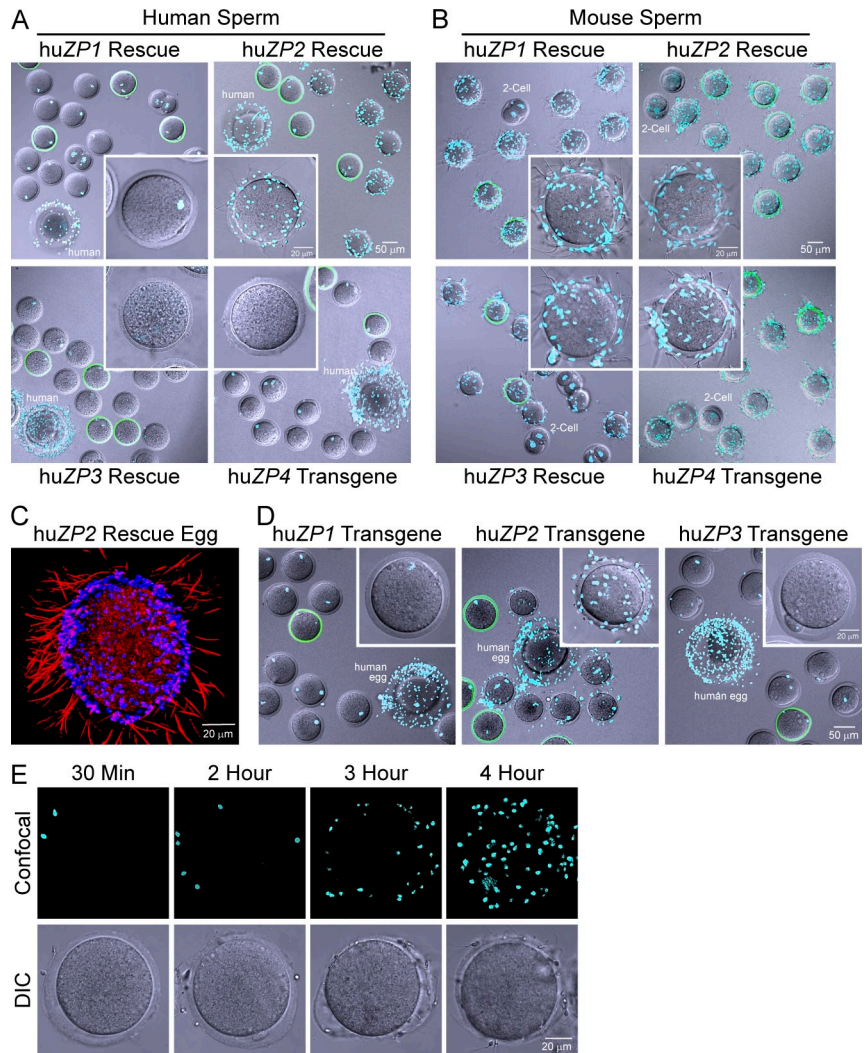 A
Human Sperm
huZP1 Rescue
huZP2 Rescue
human
human
20 μm
50 μm
human
human
huZP3 Rescue
huZP4 Transgene
B
Mouse Sperm
huZP1 Rescue
huZP2 Rescue
2-Cell
2-Cell
20 μm
50 μm
2-Cell
2-Cell
huZP3 Rescue
huZP4 Transgene
C
huZP2 Rescue Egg
20 μm
D
huZP1 Transgene
huZP2 Transgene
huZP3 Transgene
human
egg
human
egg
20 μm
human egg
50 μm
E
30 Min
2 Hour
3 Hour
4 Hour
Confocal
DIC
20 μm